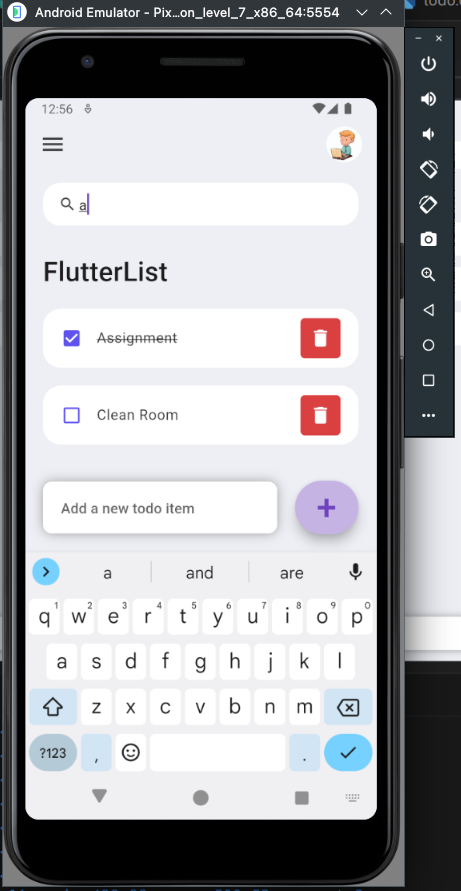 Android Emulator - Pix...on_level_7_x86_64:5554
12:56
a
FlutterList
Assignment
Clean Room
Add a new todo item
+
a and are
q1 w2 e3 r4 t5 y6 u7 i8 o9 p0
a s d f g h j k l
z x c v b n m
?123 , .